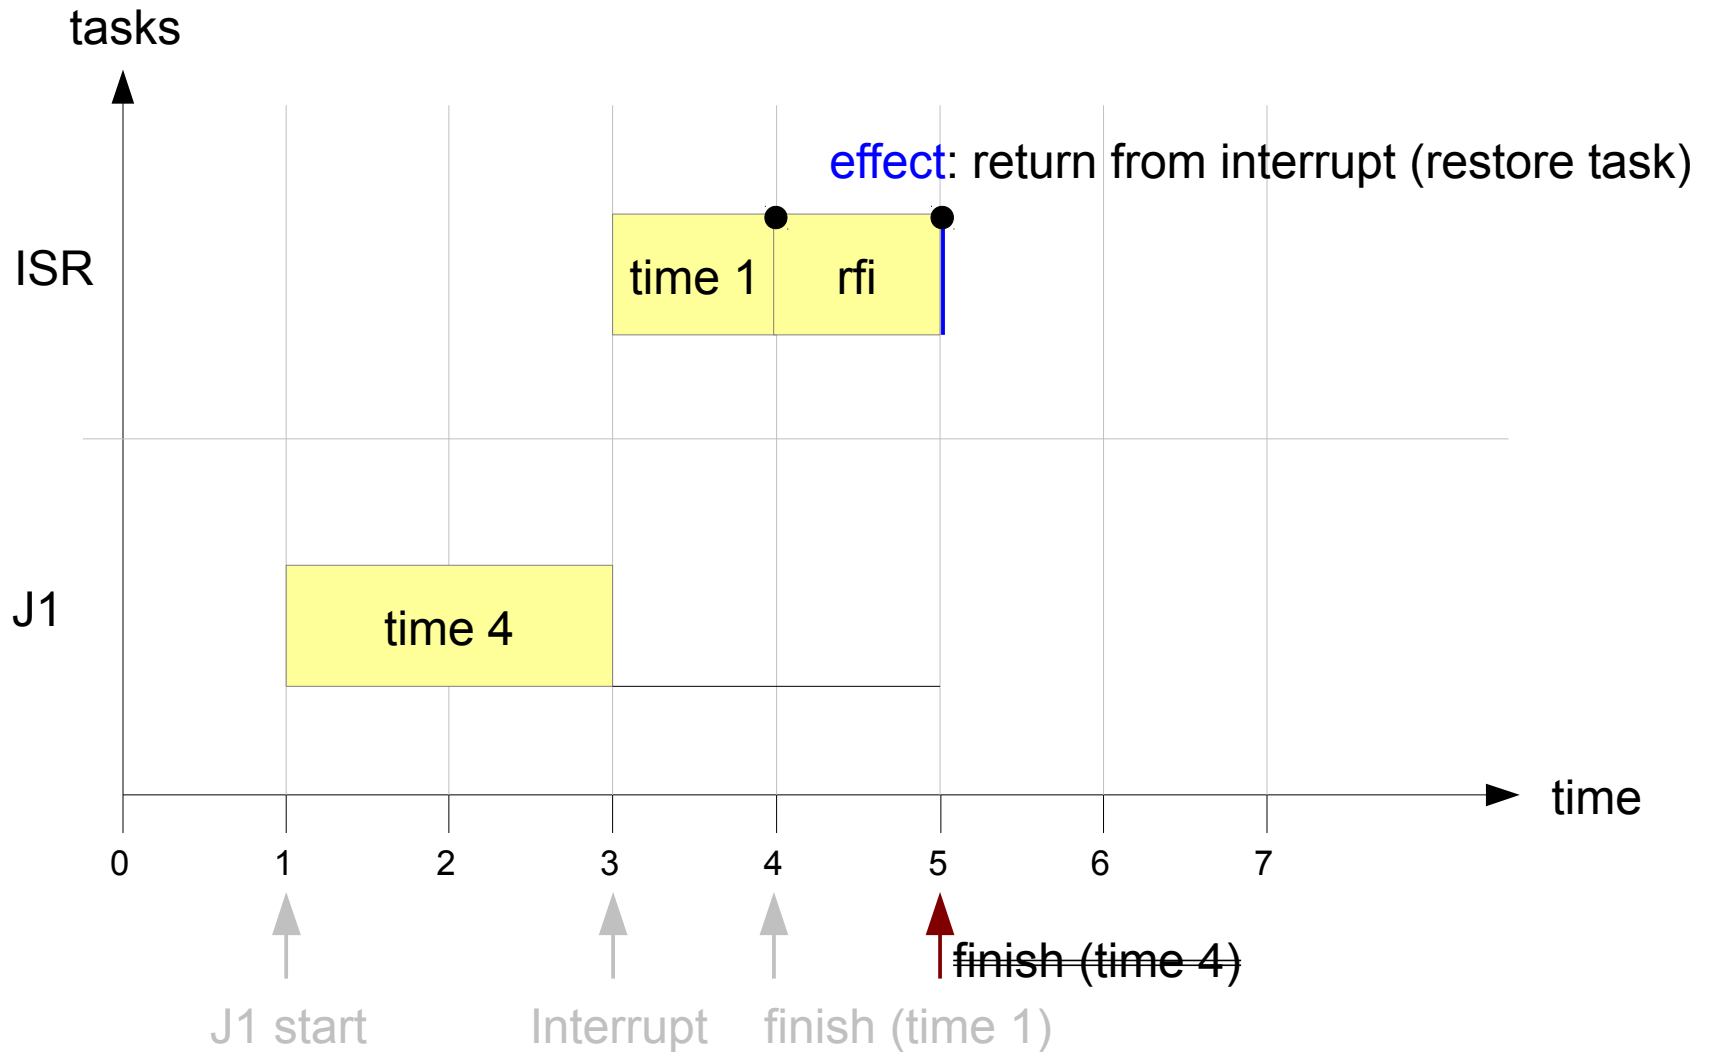 tasks
effect: return from interrupt (restore task)
ISR
time 1
rfi
J1
time 4
time
0 1 2 3 4 5 6 7
finish (time 4)
J1 start
Interrupt
finish (time 1)